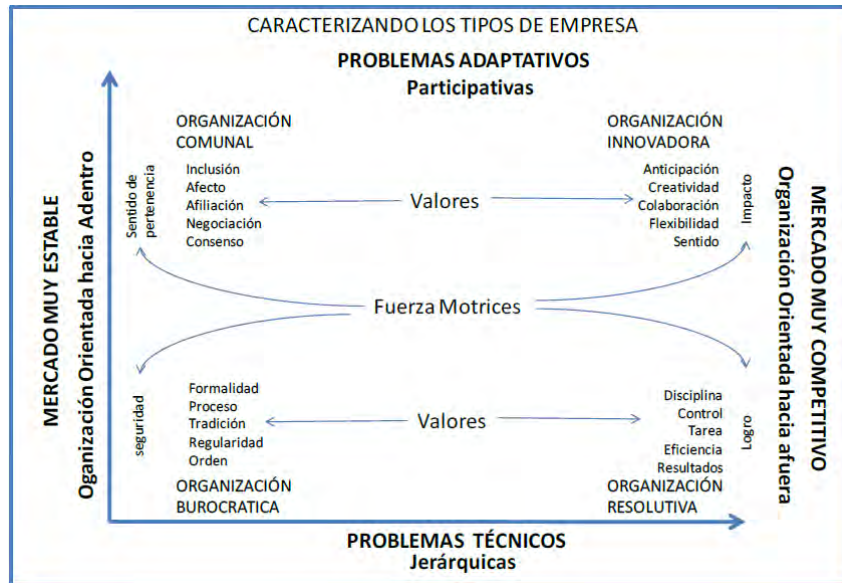 CARACTERIZANDO LOS TIPOS DE EMPRESA
PROBLEMAS ADAPTATIVOS
Participativas
ORGANIZACIÓN
COMUNAL
ORGANIZACIÓN
INNOVADORA
MERCADO MUY ESTABLE
Oganización Orientada hacia Adentro
Sentido de
pertenencia
Inclusión
Afecto
Afiliación
Negociación
Consenso
Valores
Anticipación
Creatividad
Colaboración
Flexibilidad
Sentido
Impacto
MERCADO MUY COMPETITIVO
Organización Orientada hacia afuera
Fuerza Motrices
seguridad
Formalidad
Proceso
Tradición
Regularidad
Orden
Valores
Disciplina
Control
Tarea
Eficiencia
Resultados
Logro
ORGANIZACIÓN
BUROCRATICA
ORGANIZACIÓN
RESOLUTIVA
PROBLEMAS TÉCNICOS
Jerárquicas